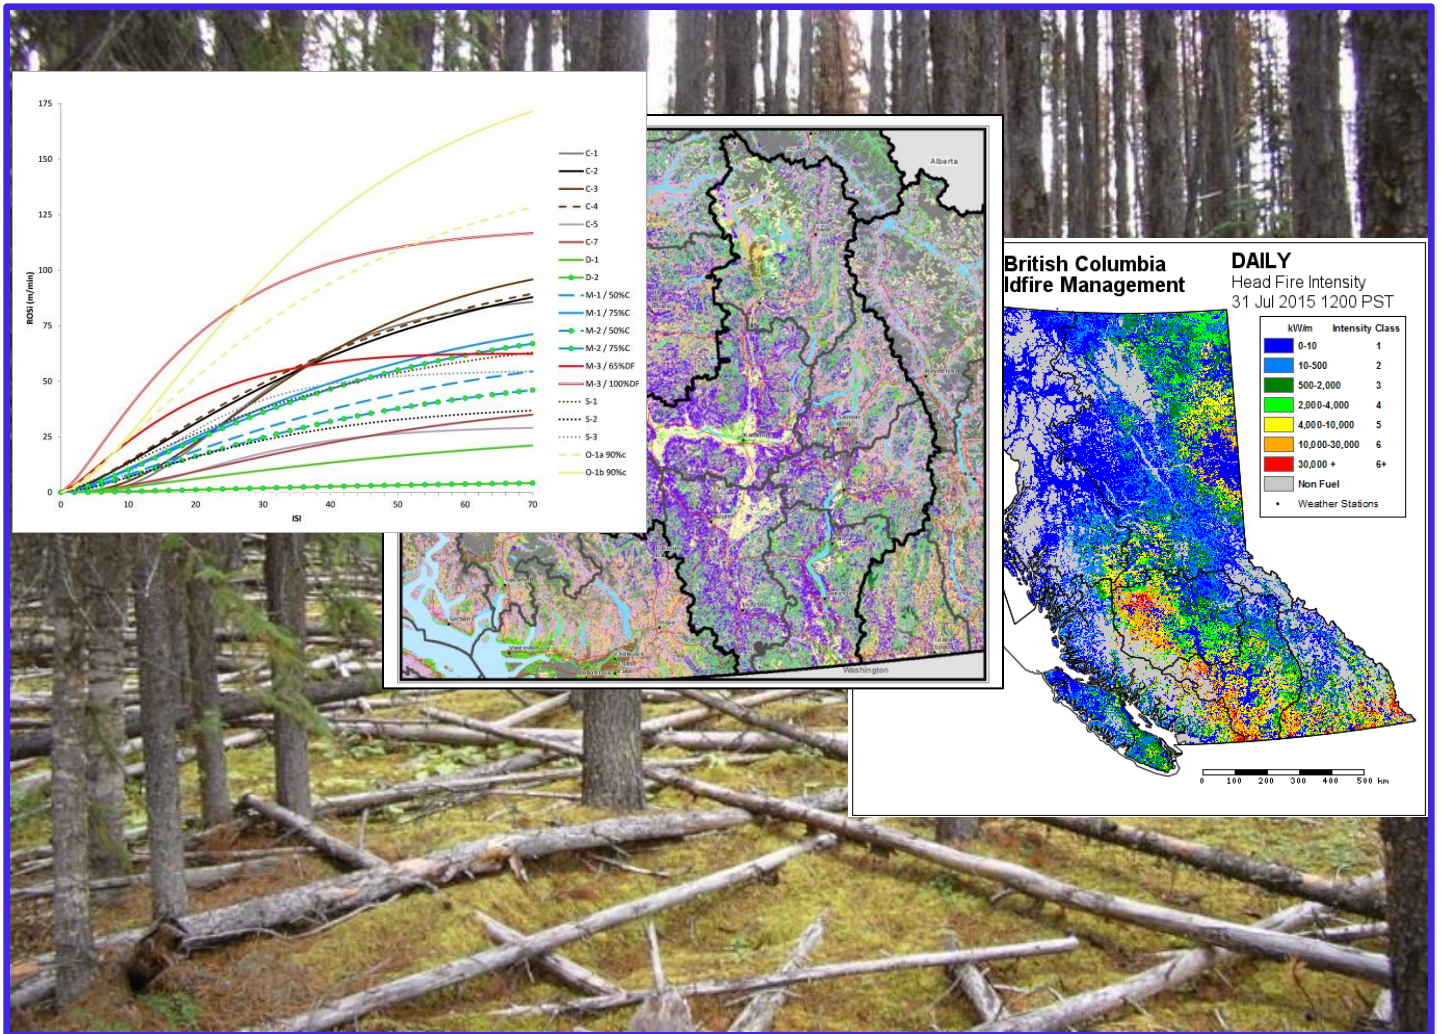 175
150
125
100
75
50
25
0
ROSi (m/min)
0 10 20 30 40 50 60 70
ISI
C-1
C-2
C-3
C-4
C-5
C-7
D-1
D-2
M-1 / 50%C
M-1 / 75%C
M-2 / 50%C
M-2 / 75%C
M-3 / 65%DF
M-3 / 100%DF
S-1
S-2
S-3
O-1a 90%c
O-1b 90%c
Alberta
Kamloops
Hope
Vancouver
Washington
British Columbia
ldfire Management
DAILY
Head Fire Intensity
31 Jul 2015 1200 PST
kW/m Intensity Class
0-10 1
10-500 2
500-2,000 3
2,000-4,000 4
4,000-10,000 5
10,000-30,000 6
30,000 + 6+
Non Fuel
Weather Stations
0 100 200 300 400 500 km